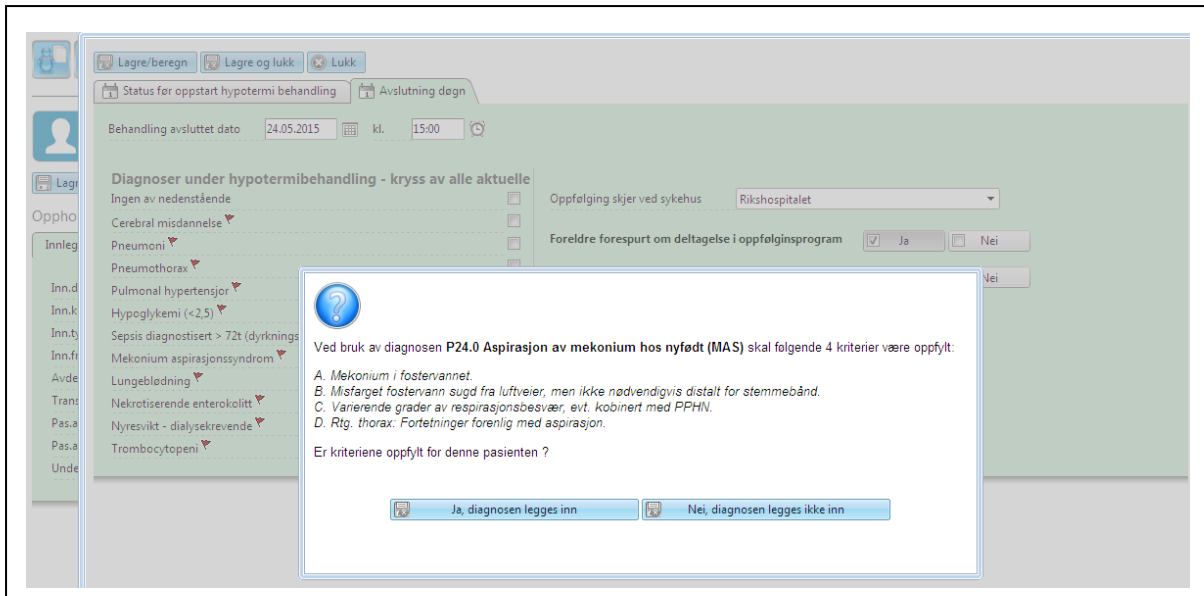 Lagre/beregn Lagre og lukk Lukk
Status før oppstart hypotermi behandling Avslutning døgn
Behandling avsluttet dato 24.05.2015 kl. 15:00
Diagnoser under hypotermibehandling - kryss av alle aktuelle
Ingen av nedenstående
Cerebral misdannelse
Pneumoni
Pneumothorax
Pulmonal hypertensjor
Hypoglykemi (<2,5)
Sepsis diagnostisert > 72t (dyrknings
Mekonium aspirasjonssyndrom
Lungeblødning
Nekrotiserende enterokolitt
Nyresvikt - dialysekrevende
Trombocytopeni
Oppfølging skjer ved sykehus Rikshospitalet
Foreldre forespurt om deltagelse i oppfølginsprogram Ja Nei
Nei
Lagr
Oppho
Innleg
Inn.d
Inn.k
Inn.ty
Inn.fr
Avde
Trans
Pas.a
Pas.a
Unde
Ved bruk av diagnosen P24.0 Aspirasjon av mekonium hos nyfødt (MAS) skal følgende 4 kriterier være oppfylt:
A. Mekonium i fostervannet.
B. Misfarget fostervann sugd fra luftveier, men ikke nødvendigvis distalt for stemmebånd.
C. Varierende grader av respirasjonsbesvær, evt. kobinert med PPHN.
D. Rtg. thorax: Fortetninger forenlig med aspirasjon.
Er kriteriene oppfylt for denne pasienten ?
Ja, diagnosen legges inn Nei, diagnosen legges ikke inn